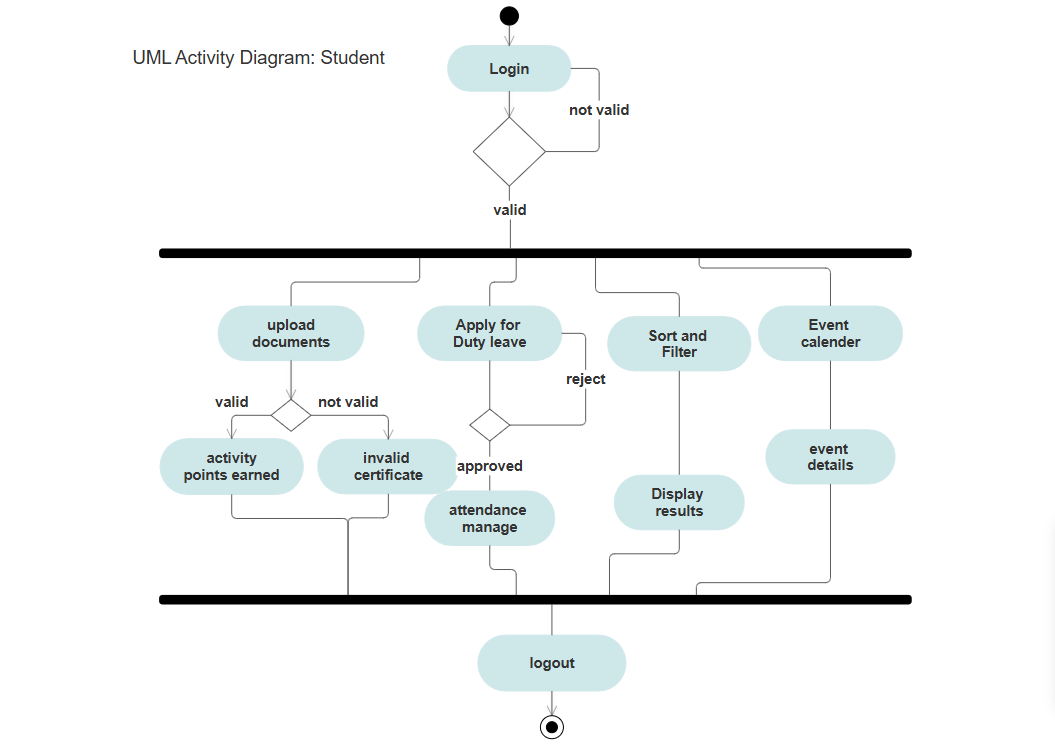 UML Activity Diagram: Student
Login
not valid
valid
upload
documents
Apply for
Duty leave
Sort and
Filter
Event
calender
reject
valid
not valid
activity
points earned
invalid
certificate
approved
event
details
attendance
manage
Display
results
logout